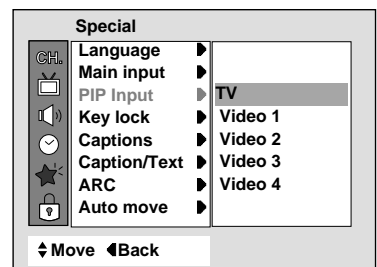 Special
CH.
Language
Main input
PIP Input
Key lock
Captions
Caption/Text
ARC
Auto move
TV
Video 1
Video 2
Video 3
Video 4
Move Back